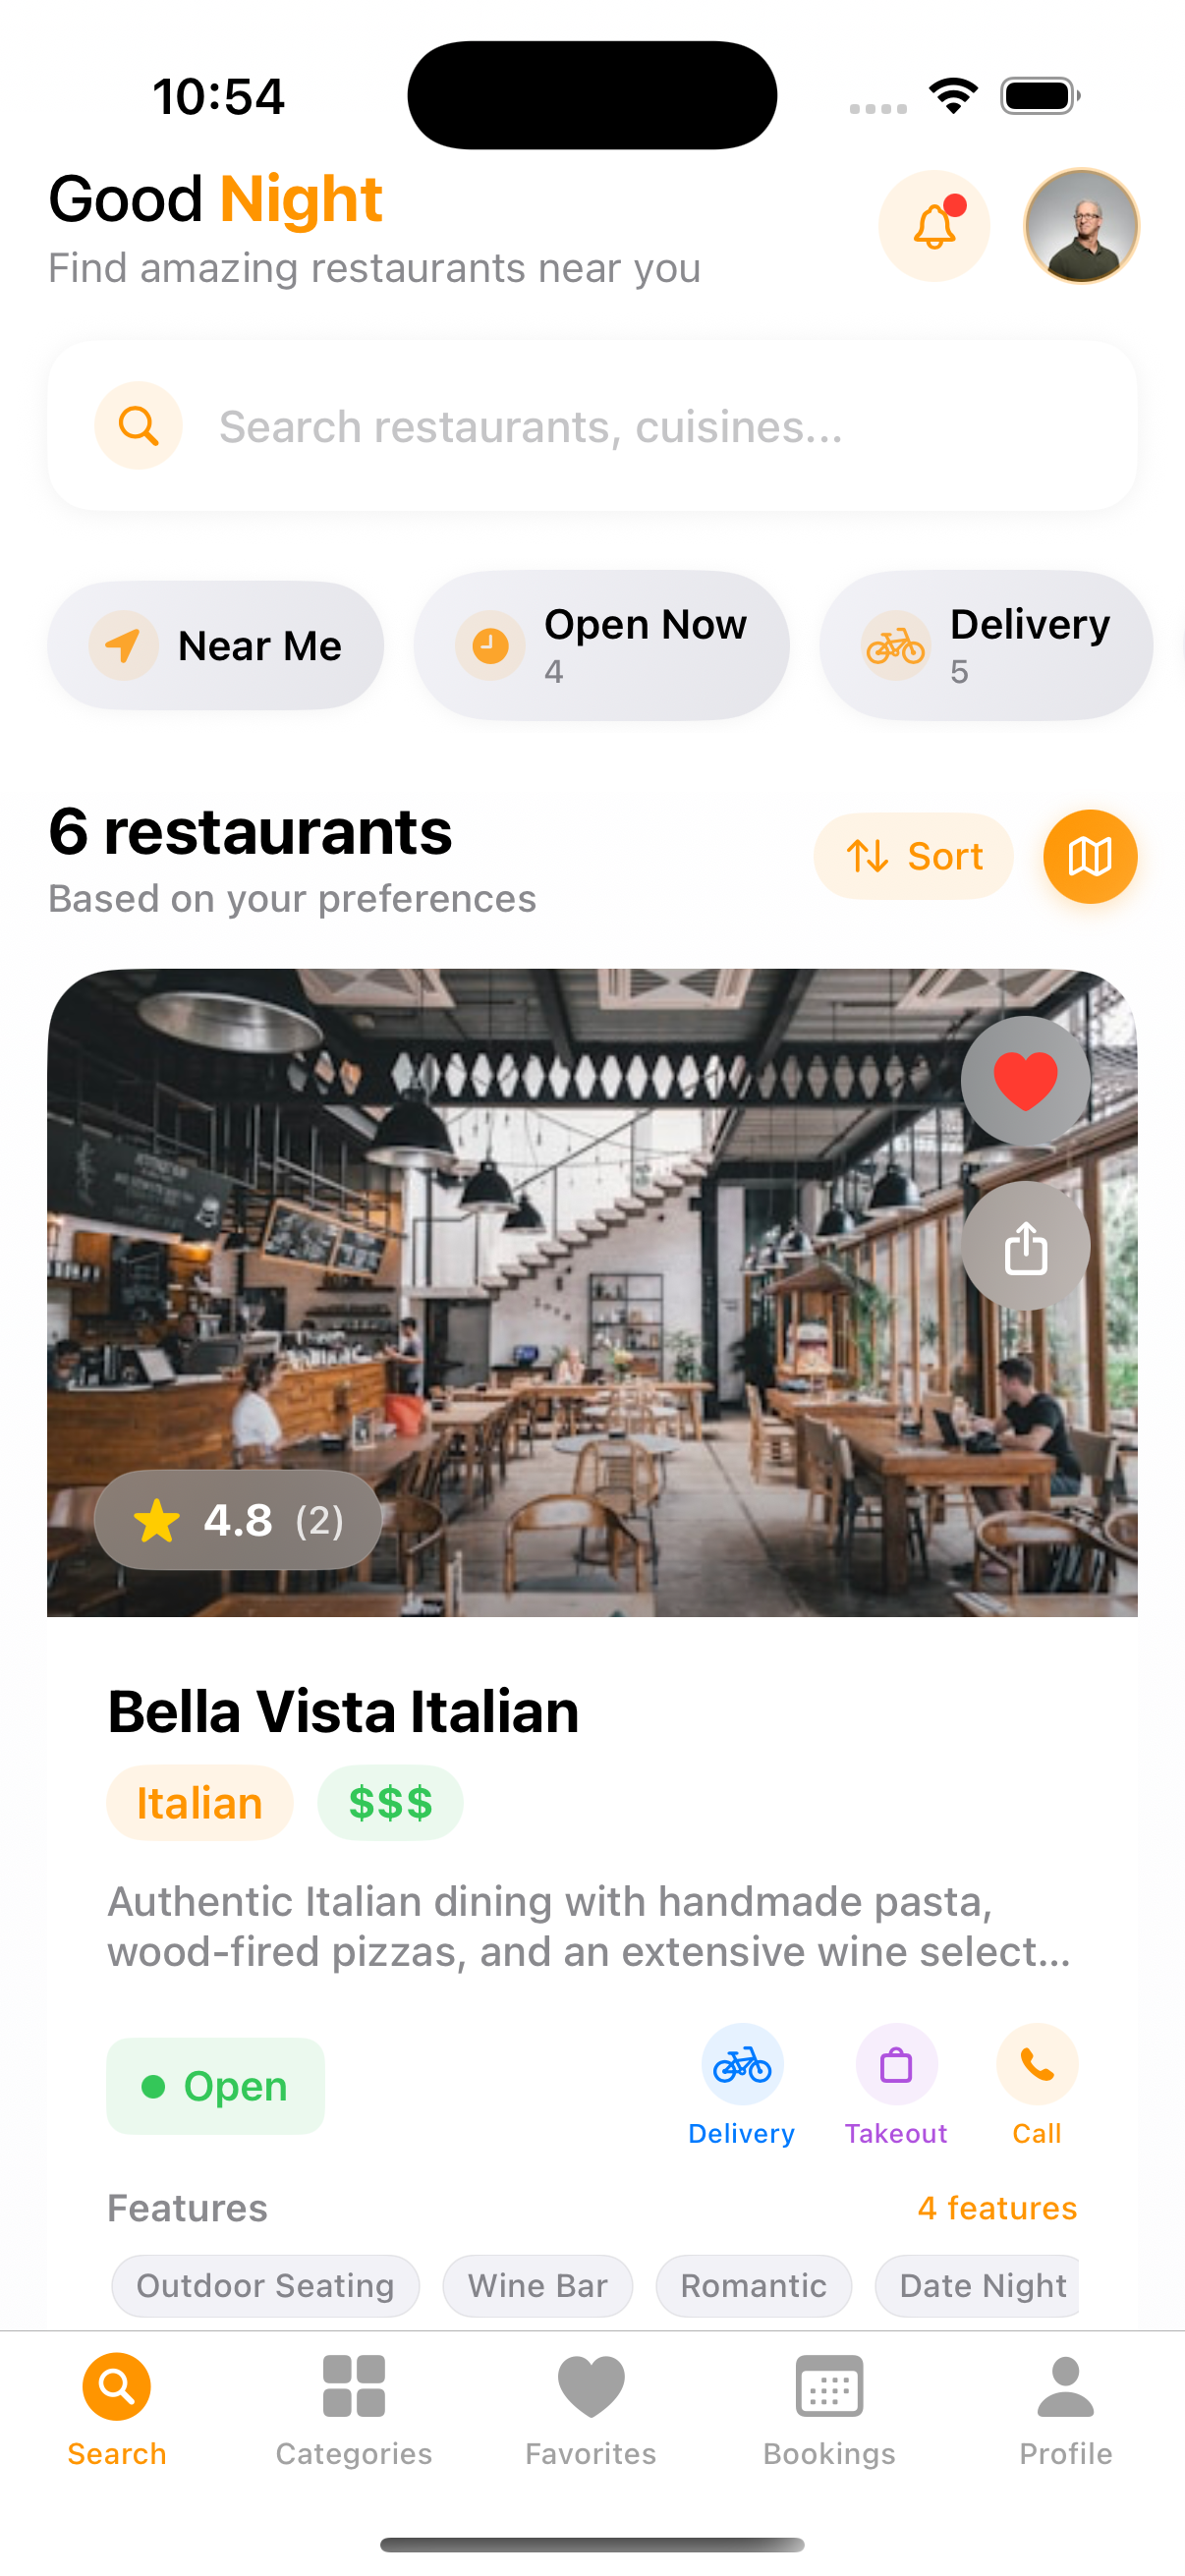 10:54
Good Night
Find amazing restaurants near you
Search restaurants, cuisines...
Near Me
Open Now
4
Delivery
5
6 restaurants
Based on your preferences
Sort
4.8 (2)
Bella Vista Italian
Italian
$$$
Authentic Italian dining with handmade pasta,
wood-fired pizzas, and an extensive wine select...
Open
Delivery
Takeout
Call
Features
4 features
Outdoor Seating
Wine Bar
Romantic
Date Night
Search
Categories
Favorites
Bookings
Profile